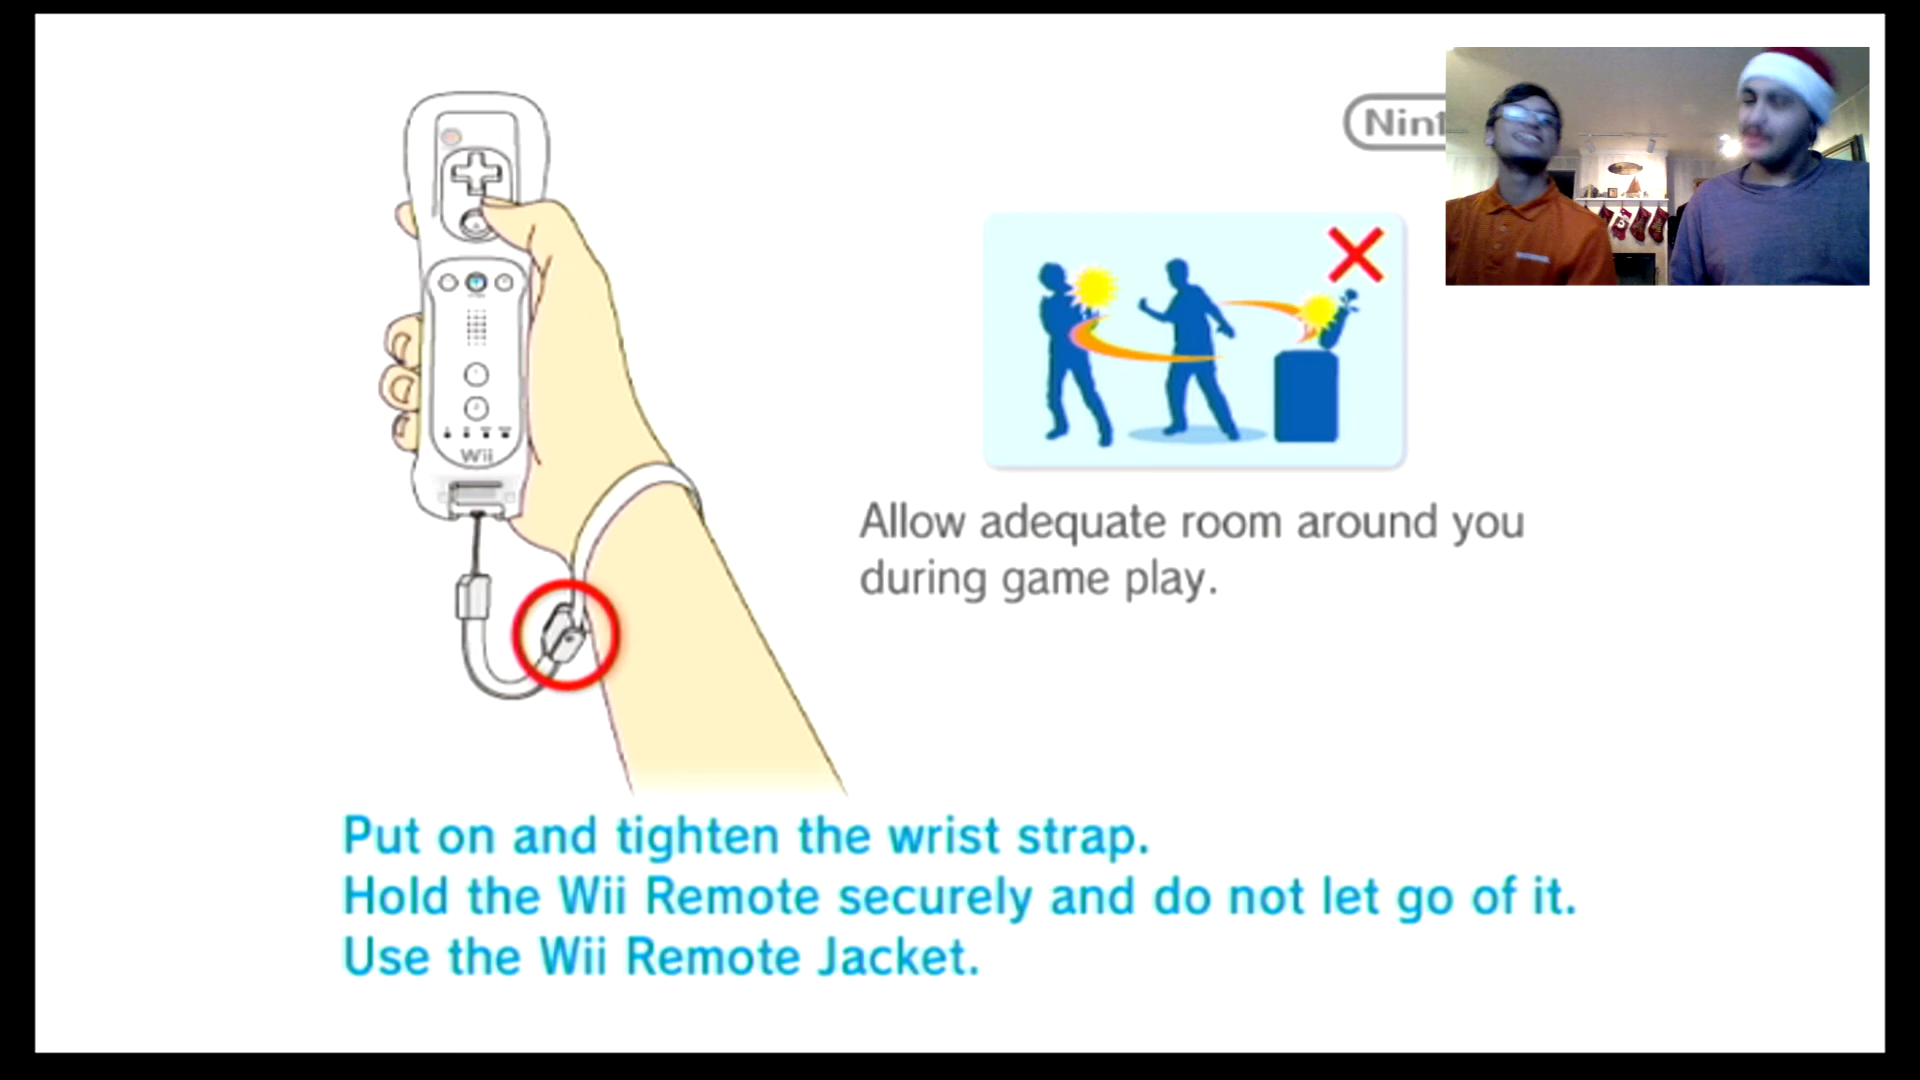 Nint
Wii
Allow adequate room around you
during game play.
Put on and tighten the wrist strap.
Hold the Wii Remote securely and do not let go of it.
Use the Wii Remote Jacket.